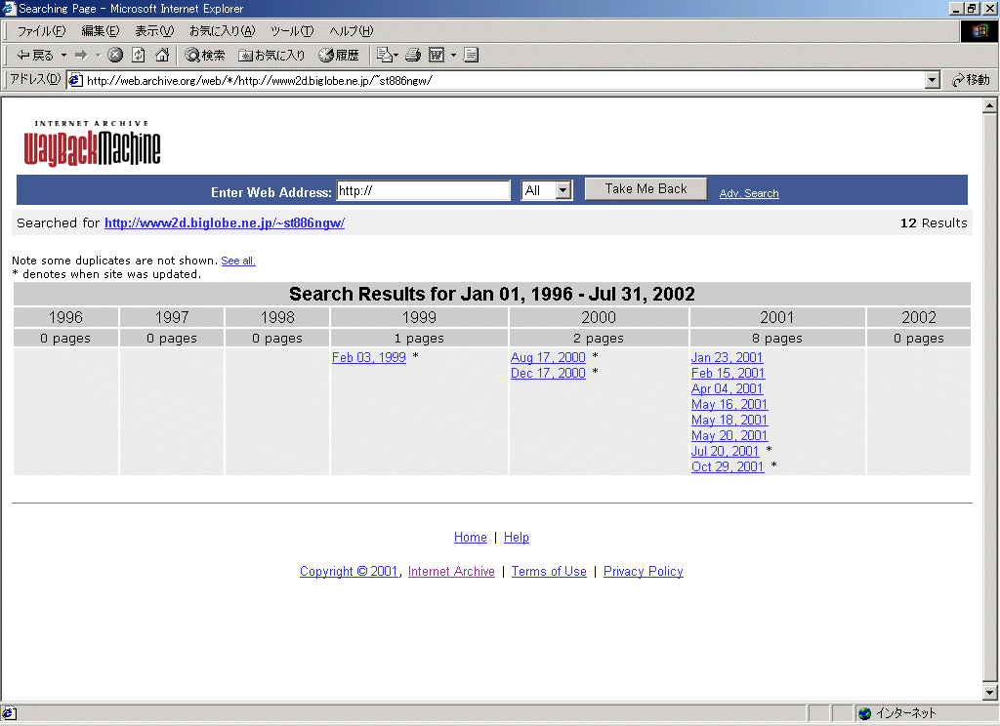 Searching Page - Microsoft Internet Explorer
ファイル(F) 編集(E) 表示(V) お気に入り(A) ツール(T) ヘルプ(H)
戻る 検索 お気に入り 履歴
アドレス(D) http://web.archive.org/web/*/http://www2d.biglobe.ne.jp/~st886ngw/ 移動
INTERNET ARCHIVE
WayBackMachine
Enter Web Address: http:// All Take Me Back Adv. Search
Searched for http://www2d.biglobe.ne.jp/~st886ngw/ 12 Results
Note some duplicates are not shown. See all.
* denotes when site was updated.
Search Results for Jan 01, 1996 - Jul 31, 2002
1996 1997 1998 1999 2000 2001 2002
0 pages 0 pages 0 pages 1 pages 2 pages 8 pages 0 pages
Feb 03, 1999 * Aug 17, 2000 * Jan 23, 2001
Dec 17, 2000 * Feb 15, 2001
Apr 04, 2001
May 16, 2001
May 18, 2001
May 20, 2001
Jul 20, 2001 *
Oct 29, 2001 *
Home | Help
Copyright © 2001, Internet Archive | Terms of Use | Privacy Policy
インターネット